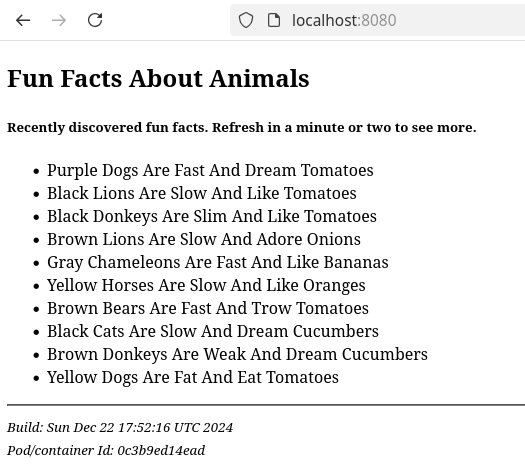 localhost:8080
Fun Facts About Animals
Recently discovered fun facts. Refresh in a minute or two to see more.
• Purple Dogs Are Fast And Dream Tomatoes
• Black Lions Are Slow And Like Tomatoes
• Black Donkeys Are Slim And Like Tomatoes
• Brown Lions Are Slow And Adore Onions
• Gray Chameleons Are Fast And Like Bananas
• Yellow Horses Are Slow And Like Oranges
• Brown Bears Are Fast And Trow Tomatoes
• Black Cats Are Slow And Dream Cucumbers
• Brown Donkeys Are Weak And Dream Cucumbers
• Yellow Dogs Are Fat And Eat Tomatoes
Build: Sun Dec 22 17:52:16 UTC 2024
Pod/container Id: 0c3b9ed14ead